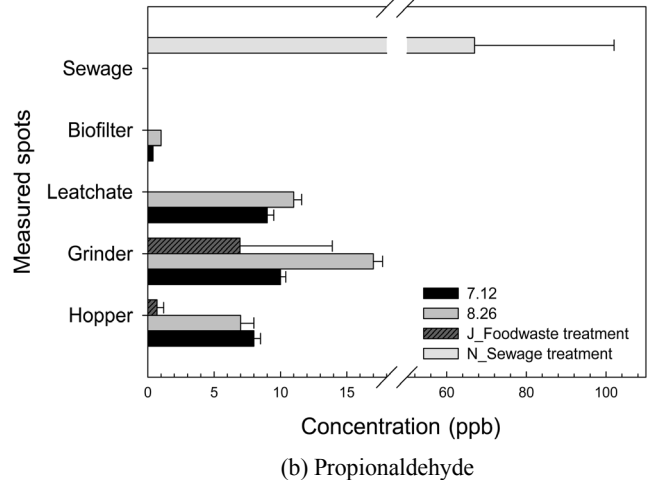 Measured spots
Sewage
Biofilter
Leatchate
Grinder
Hopper
7.12
8.26
J_Foodwaste treatment
N_Sewage treatment
0 5 10 15 60 80 100
Concentration (ppb)
(b) Propionaldehyde